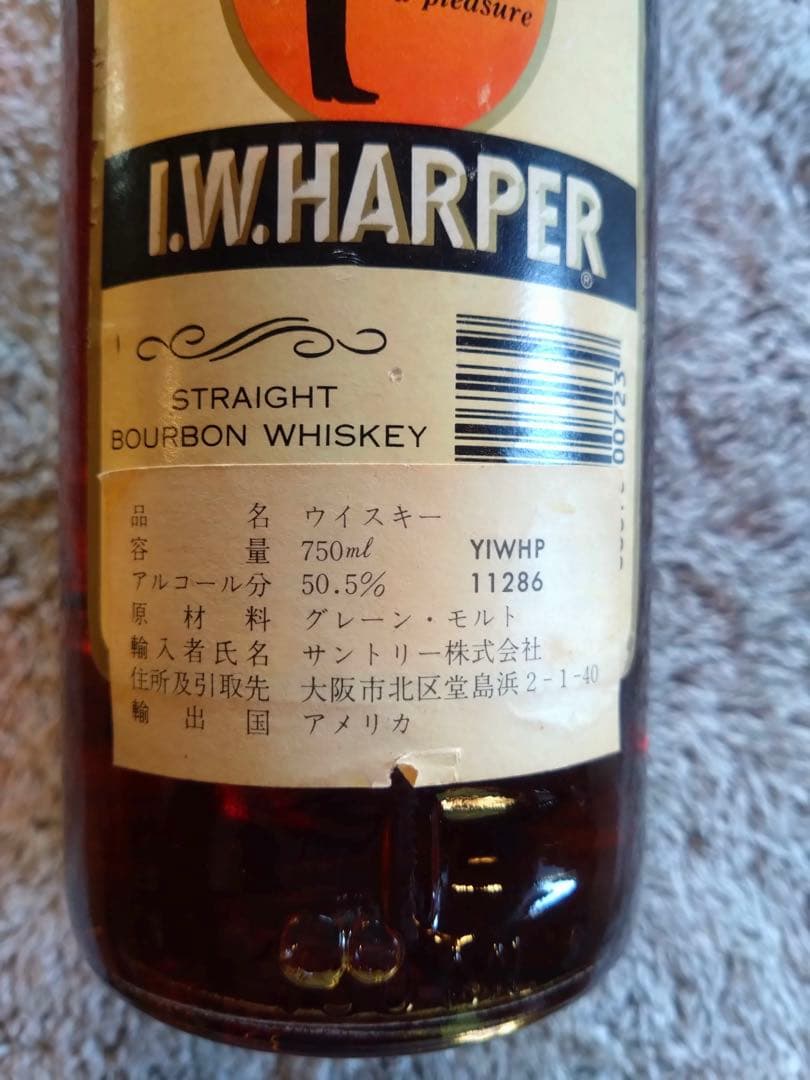 a pleasure
I.W.HARPER
®
STRAIGHT
BOURBON WHISKEY
00723
品名 ウイスキー
容量 750ml YIWHP
アルコール分 50.5% 11286
原材料 グレーン・モルト
輸入者氏名 サントリー株式会社
住所及引取先 大阪市北区堂島浜2-1-40
輸出国 アメリカ